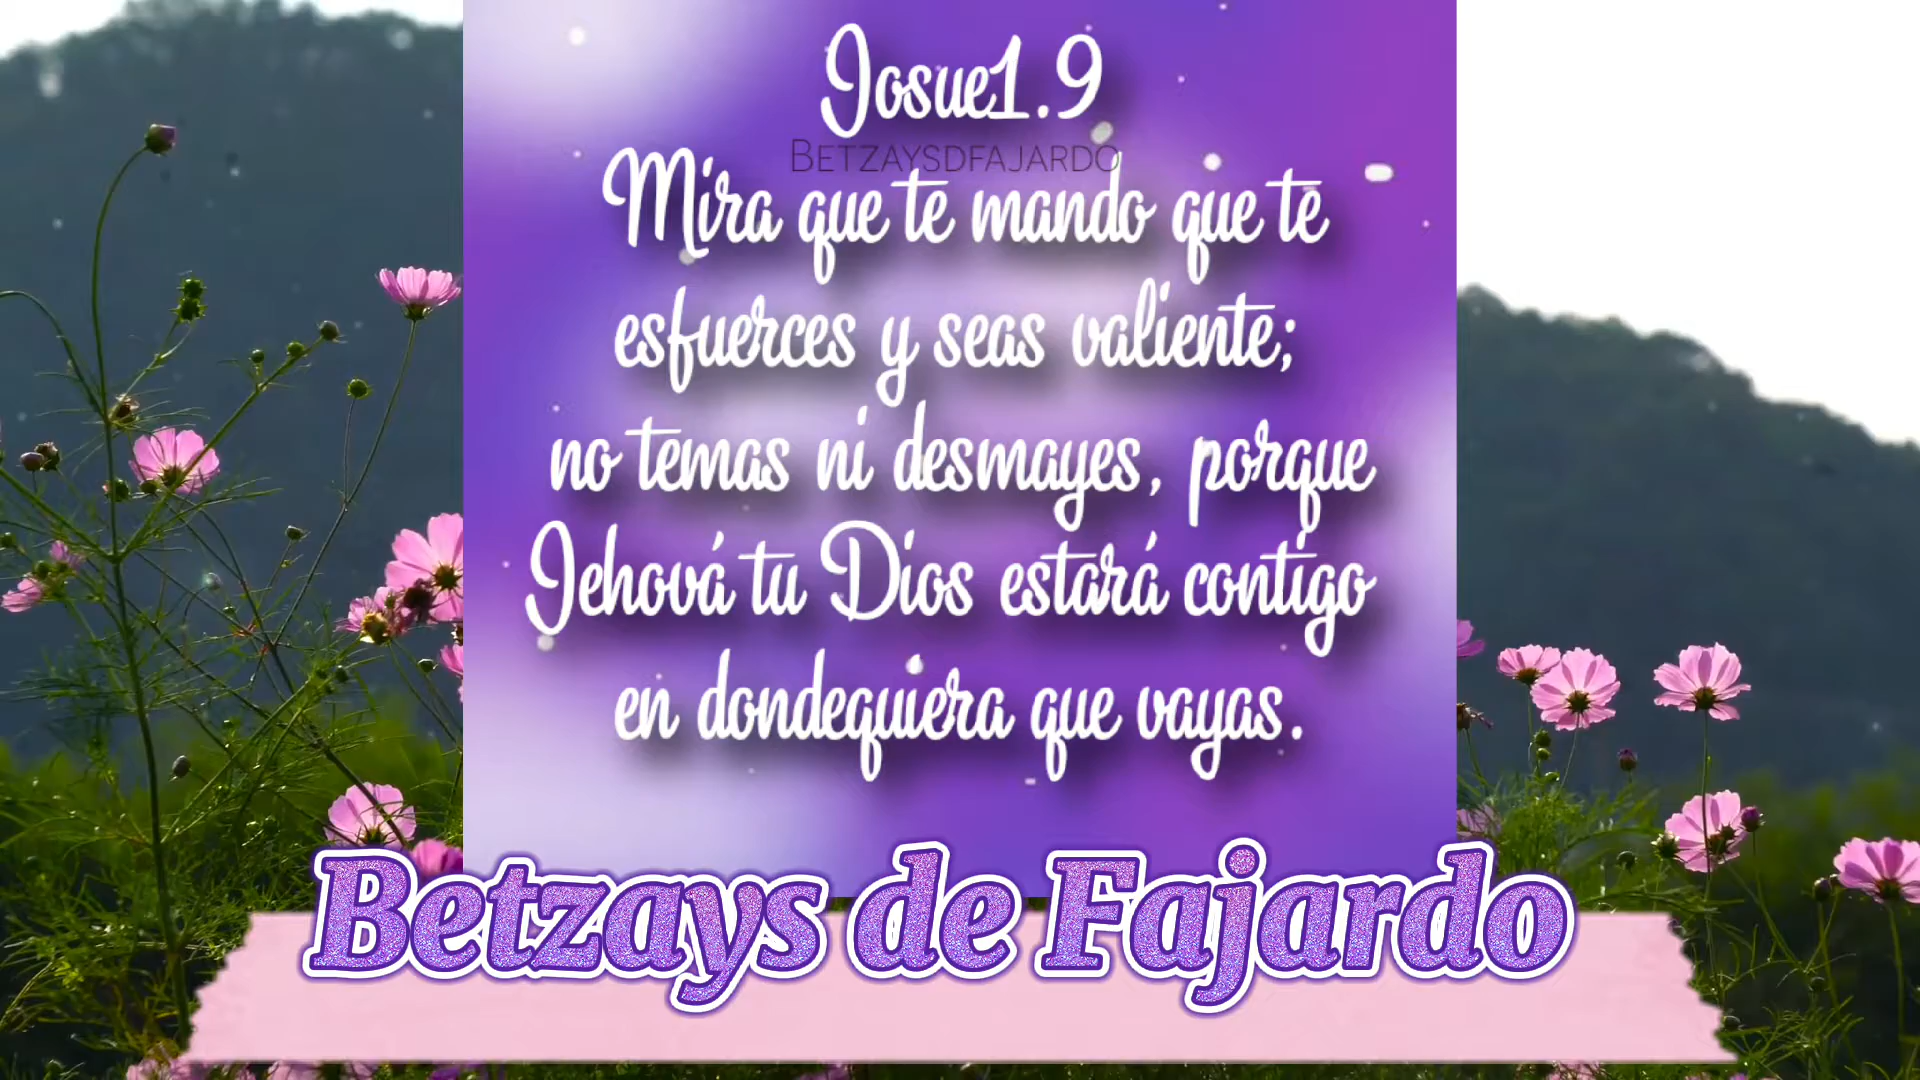 Josue1.9
BETZAYSDFAJARDO
Mira que te mando que te
esfuerces y seas valiente;
no temas ni desmayes, porque
Jehová tu Dios estará contigo
en dondequiera que vayas.
Betzays de Fajardo